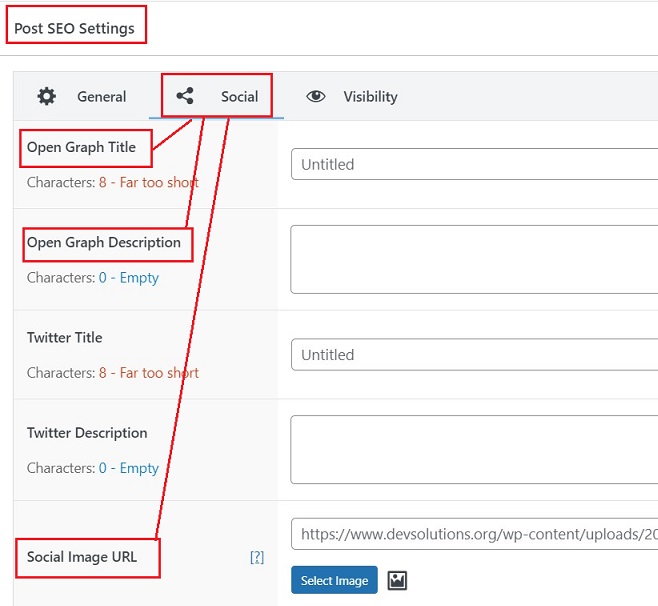 Post SEO Settings
General Social Visibility
Open Graph Title
Untitled
Characters: 8 - Far too short
Open Graph Description
Characters: 0 - Empty
Twitter Title
Untitled
Characters: 8 - Far too short
Twitter Description
Characters: 0 - Empty
https://www.devsolutions.org/wp-content/uploads/20
Social Image URL [?]
Select Image